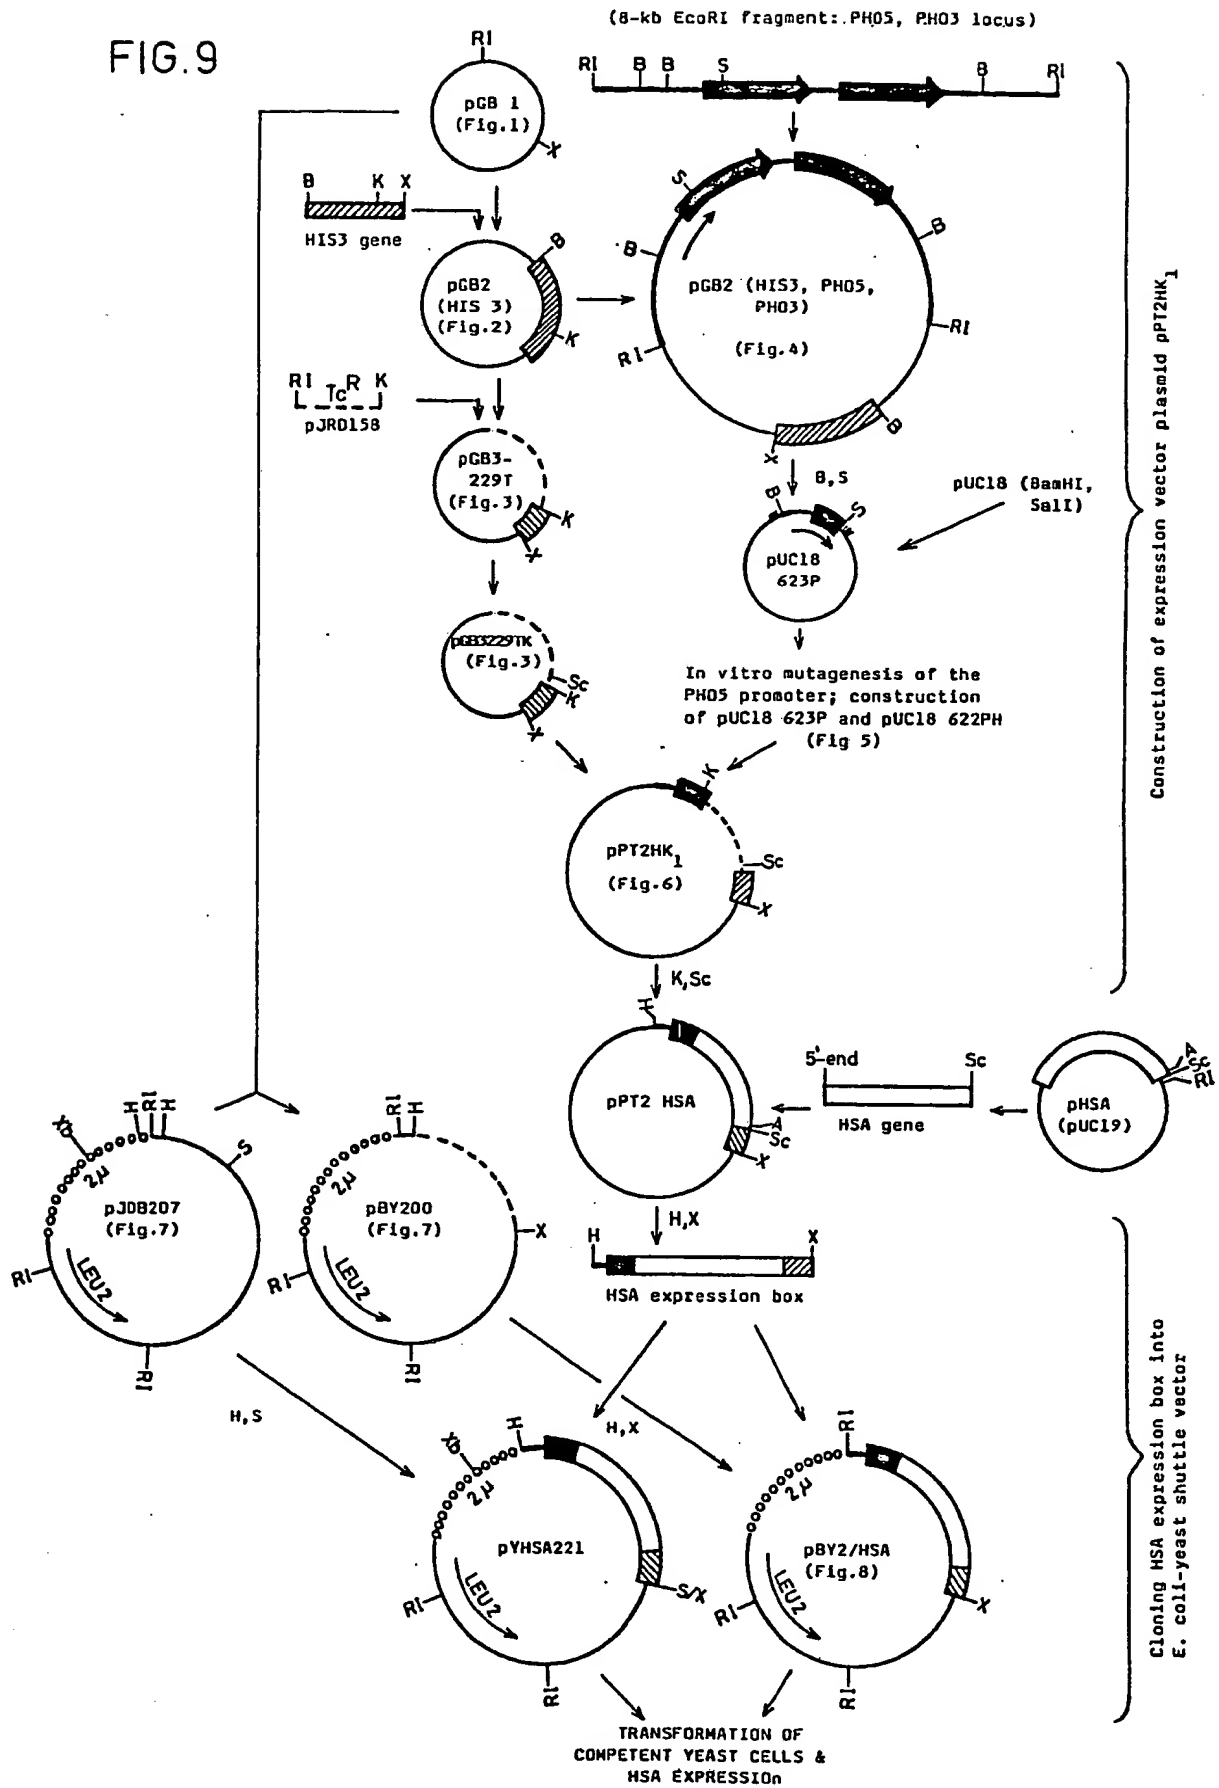 FIG.9
(8-kb EcoRI fragment: PHO5, PHO3 locus)
RI
B
B
S
B
RI
RI
pGB 1
(Fig.1)
X
B
K
X
HIS3 gene
B
pGB2
(HIS 3)
(Fig.2)
K
S
B
B
pGB2 (HIS3, PHO5,
PHO3)
(Fig.4)
RI
RI
B
X
B,S
RI
TcR
K
pJRD158
pGB3-
229T
(Fig.3)
K
X
B
S
pUC18
623P
pUC18 (BamHI,
SalI)
pGB3229TK
(Fig.3)
Sc
K
X
In vitro mutagenesis of the
PHO5 promoter; construction
of pUC18 623P and pUC18 622PH
(Fig 5)
K
pPT2HK1
(Fig.6)
Sc
X
K,Sc
Construction of expression vector plasmid pPT2HK1
H
pPT2 HSA
A
Sc
X
5'-end
Sc
HSA gene
A
Sc
RI
pHSA
(pUC19)
H,X
H
X
HSA expression box
Xb
H
RI
H
S
2µ
pJDB207
(Fig.7)
RI
LEU2
RI
RI
H
2µ
pBY200
(Fig.7)
X
RI
LEU2
RI
H,S
H,X
Xb
H
2µ
pYHSA221
S/X
RI
LEU2
RI
RI
2µ
pBY2/HSA
(Fig.8)
X
RI
LEU2
RI
Cloning HSA expression box into
E. coli-yeast shuttle vector
TRANSFORMATION OF
COMPETENT YEAST CELLS &
HSA EXPRESSION